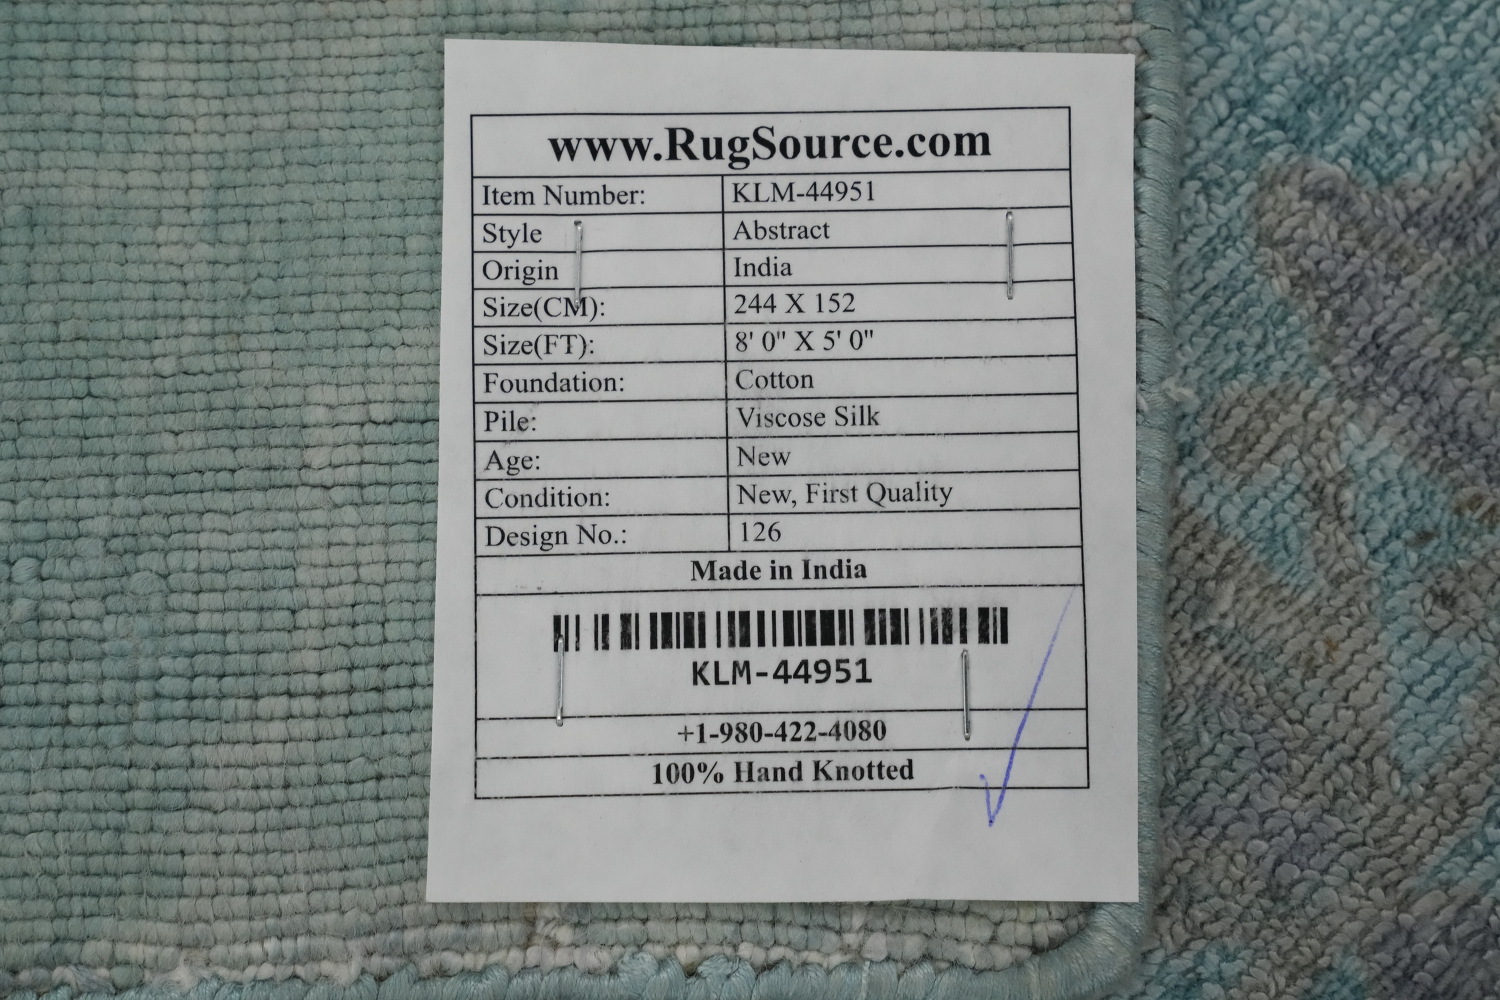 www.RugSource.com
Item Number: KLM-44951
Style Abstract
Origin India
Size(CM): 244 X 152
Size(FT): 8' 0" X 5' 0"
Foundation: Cotton
Pile: Viscose Silk
Age: New
Condition: New, First Quality
Design No.: 126
Made in India
KLM-44951
+1-980-422-4080
100% Hand Knotted